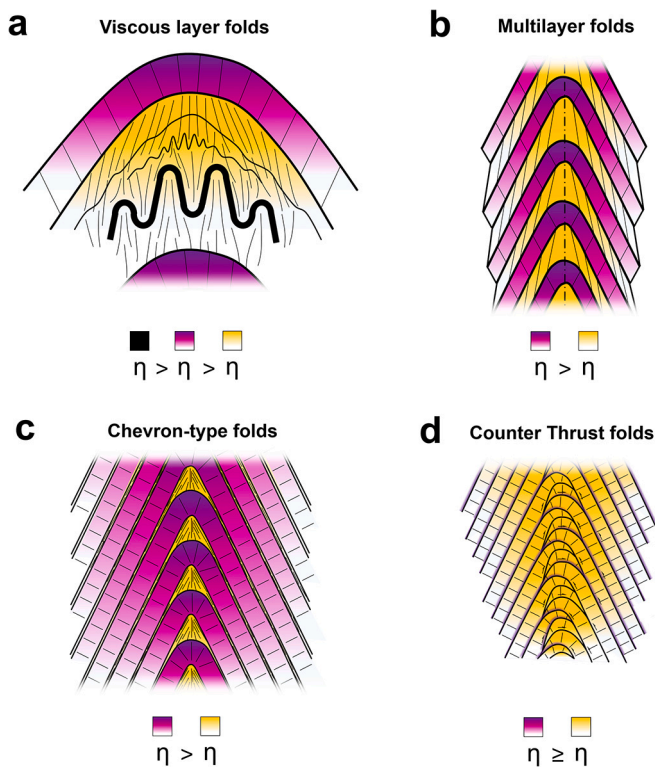 a
Viscous layer folds
b
Multilayer folds
η > η > η
η > η
c
Chevron-type folds
d
Counter Thrust folds
η > η
η ≥ η